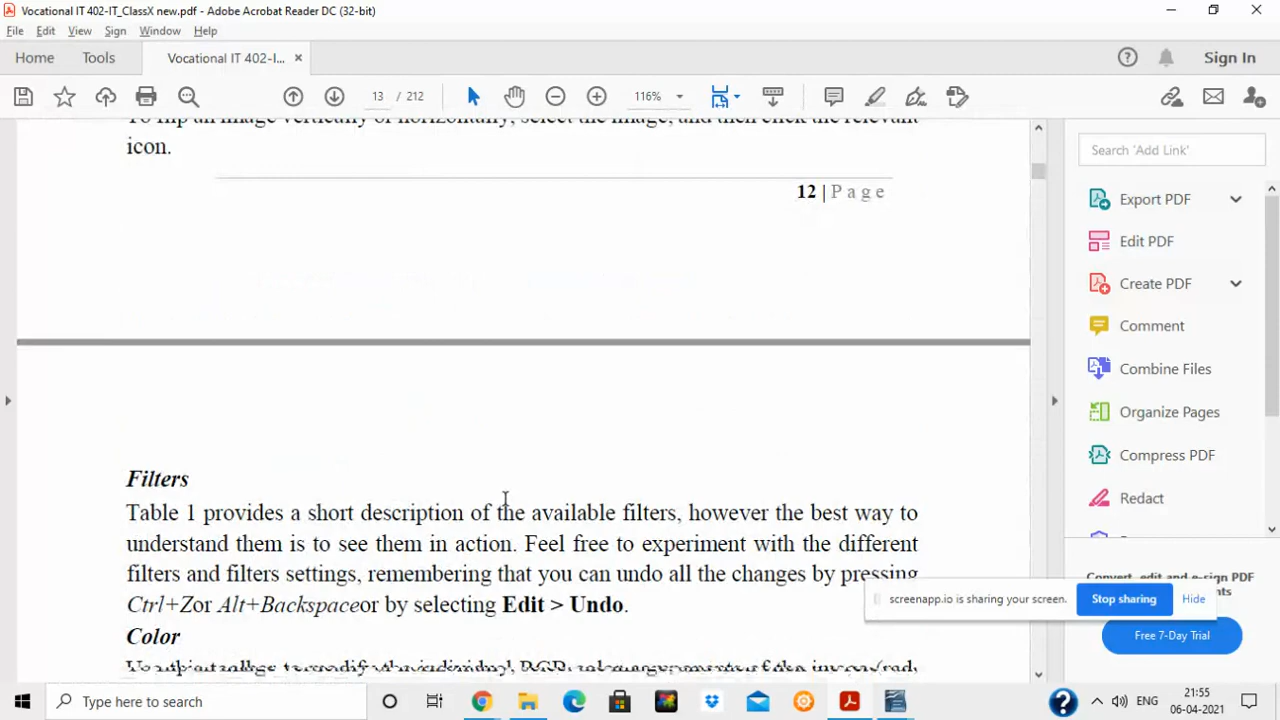 Vocational IT 402-IT_ClassX new.pdf - Adobe Acrobat Reader DC (32-bit)
File Edit View Sign Window Help
Home Tools Vocational IT 402-I... × Sign In
13 / 212 116%
To flip an image vertically or horizontally, select the image, and then click the relevant
icon.
12 | Page
Filters
Table 1 provides a short description of the available filters, however the best way to
understand them is to see them in action. Feel free to experiment with the different
filters and filters settings, remembering that you can undo all the changes by pressing
Ctrl+Zor Alt+Backspaceor by selecting Edit > Undo.
Color
Search 'Add Link'
Export PDF
Edit PDF
Create PDF
Comment
Combine Files
Organize Pages
Compress PDF
Redact
Convert, edit and e-sign PDF
Free 7-Day Trial
screenapp.io is sharing your screen. Stop sharing Hide
Type here to search
ENG 21:55
06-04-2021